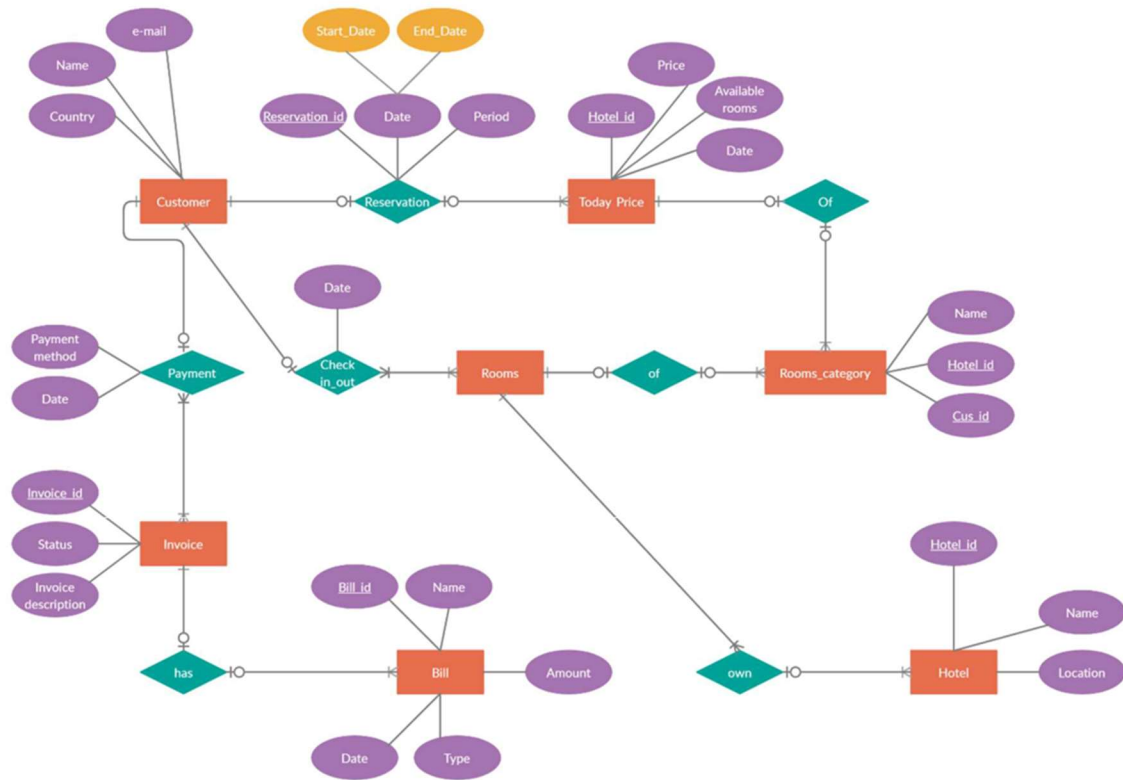 e-mail
Start_Date
End_Date
Name
Price
Country
Reservation_id
Date
Period
Hotel_id
Available
rooms
Date
Customer
Reservation
Today Price
Of
Date
Name
Payment
method
Payment
Check
in_out
Rooms
of
Rooms_category
Hotel_id
Date
Cus_id
Invoice_id
Status
Invoice
Invoice
description
Hotel_id
Bill_id
Name
Name
has
Bill
Amount
own
Hotel
Location
Date
Type